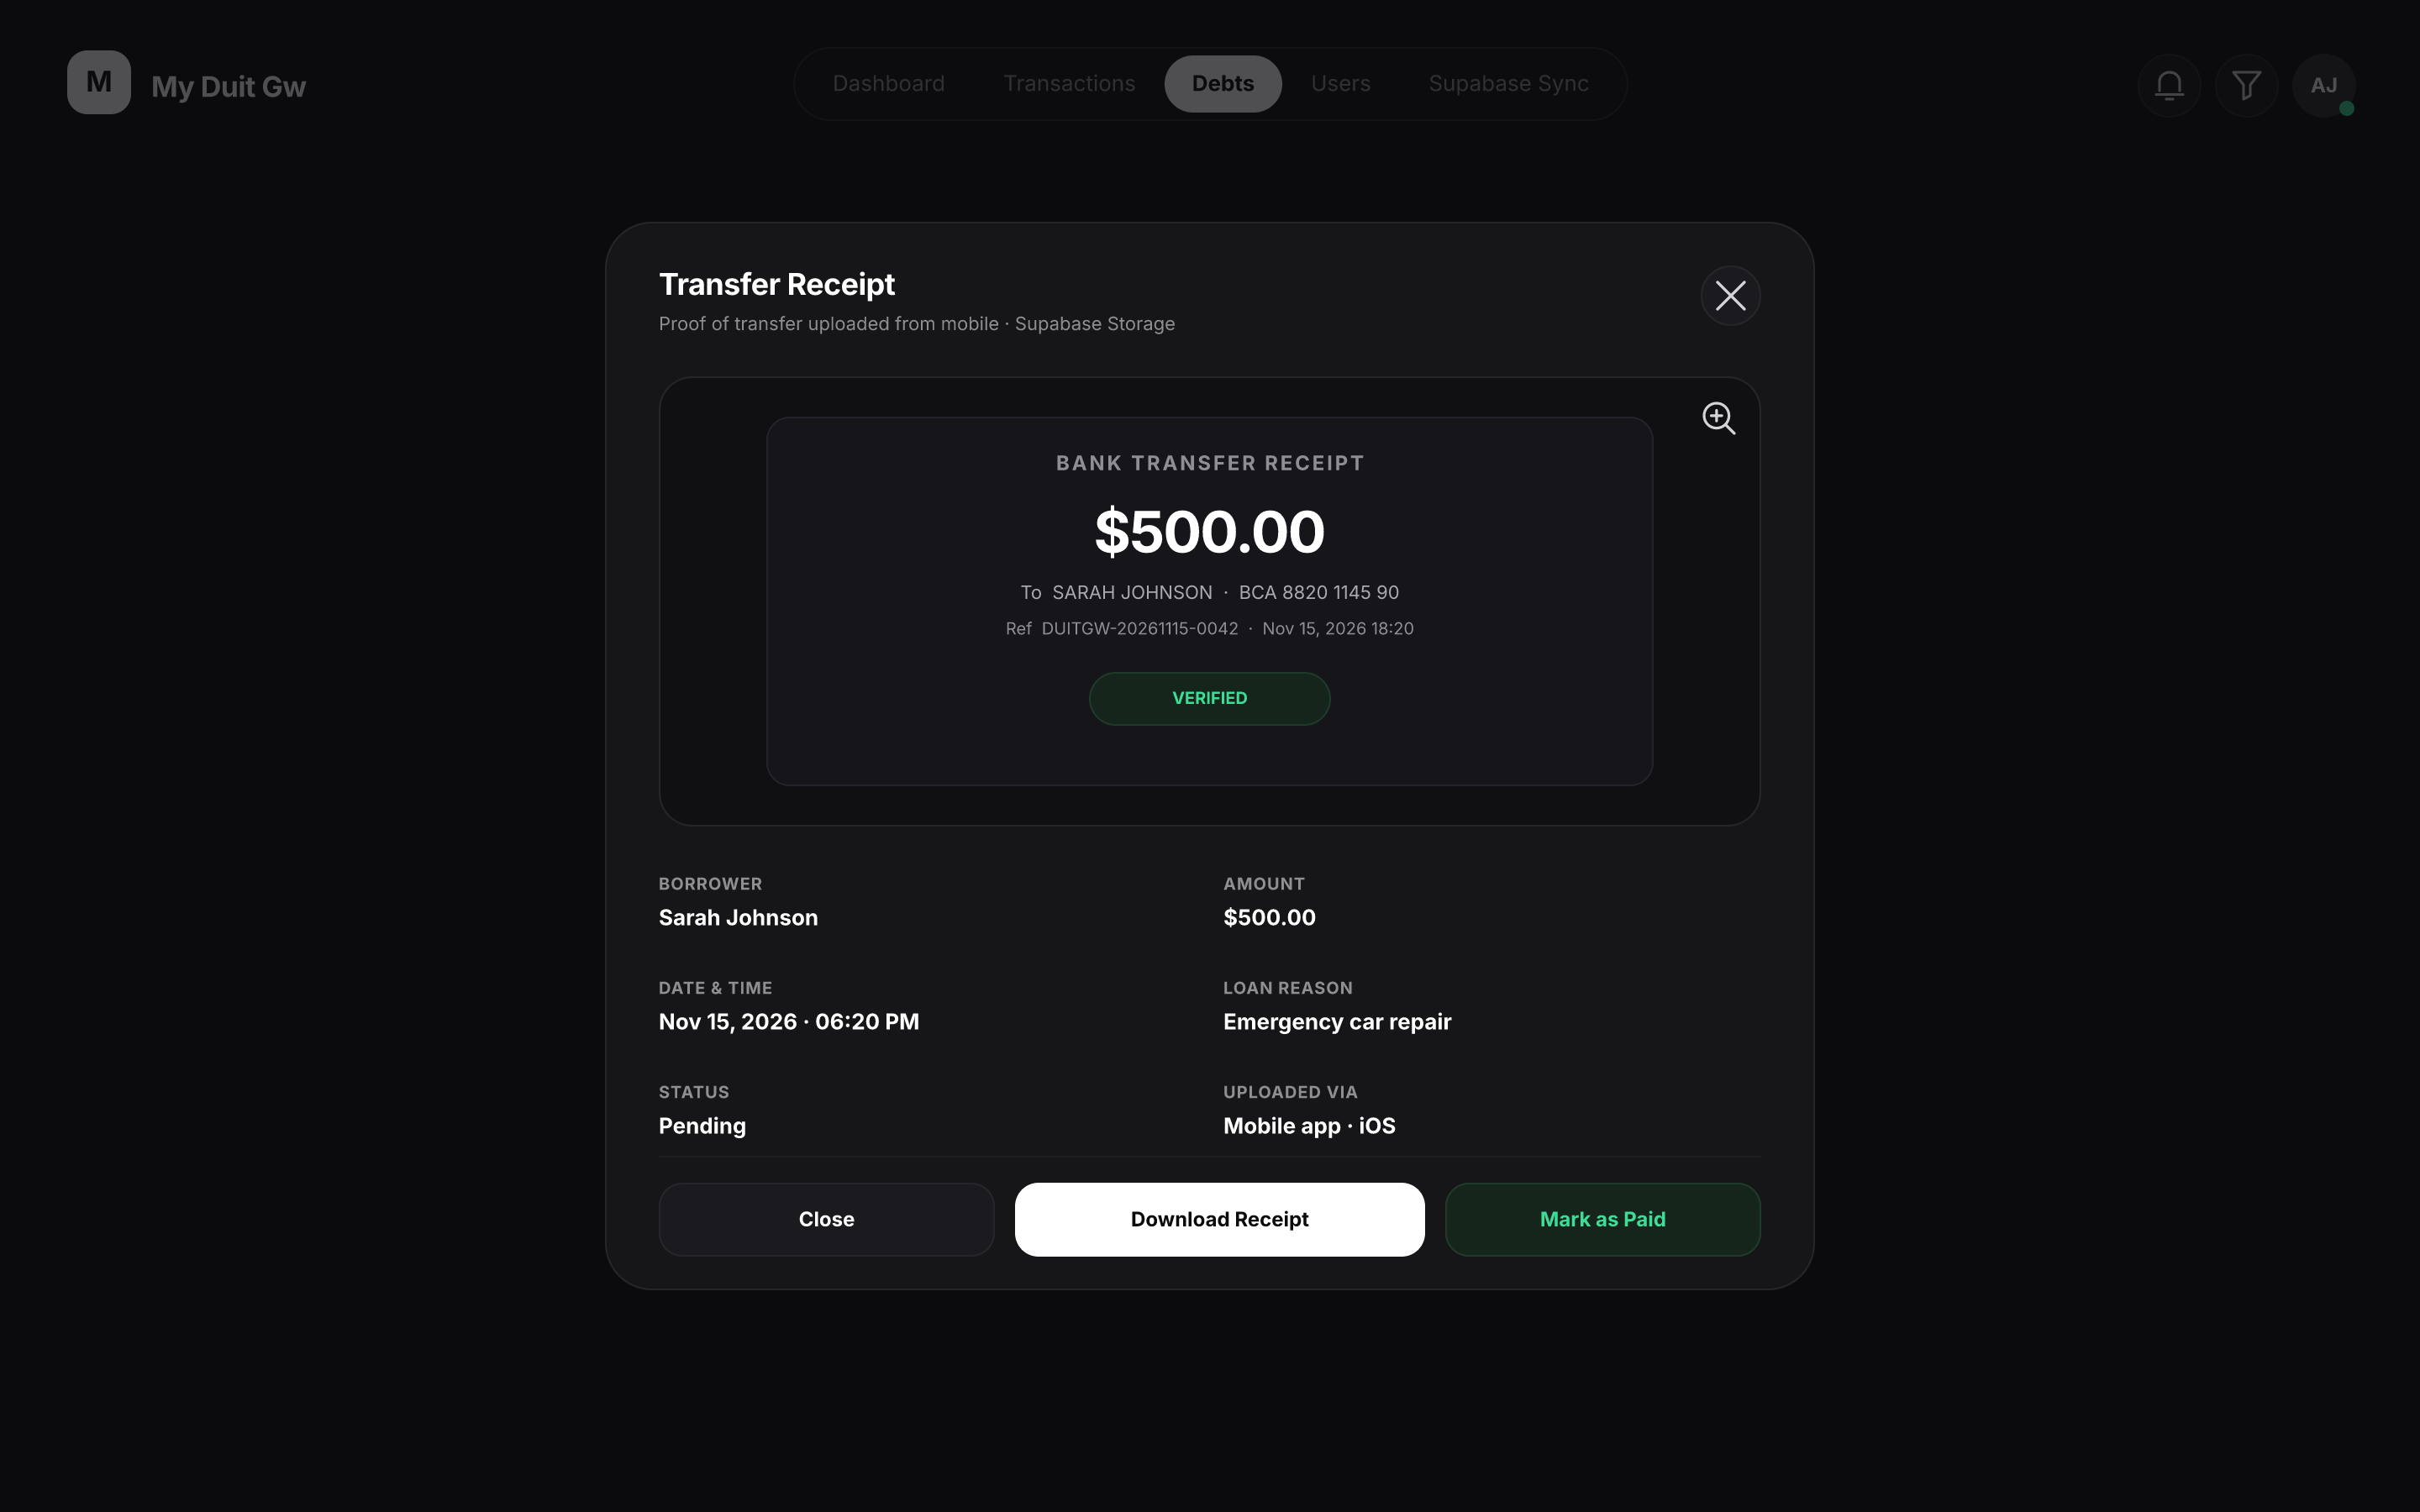 M
My Duit Gw
Dashboard
Transactions
Debts
Users
Supabase Sync
AJ
Transfer Receipt
Proof of transfer uploaded from mobile · Supabase Storage
BANK TRANSFER RECEIPT
$500.00
To SARAH JOHNSON · BCA 8820 1145 90
Ref DUITGW-20261115-0042 · Nov 15, 2026 18:20
VERIFIED
BORROWER
Sarah Johnson
AMOUNT
$500.00
DATE & TIME
Nov 15, 2026 · 06:20 PM
LOAN REASON
Emergency car repair
STATUS
Pending
UPLOADED VIA
Mobile app · iOS
Close
Download Receipt
Mark as Paid